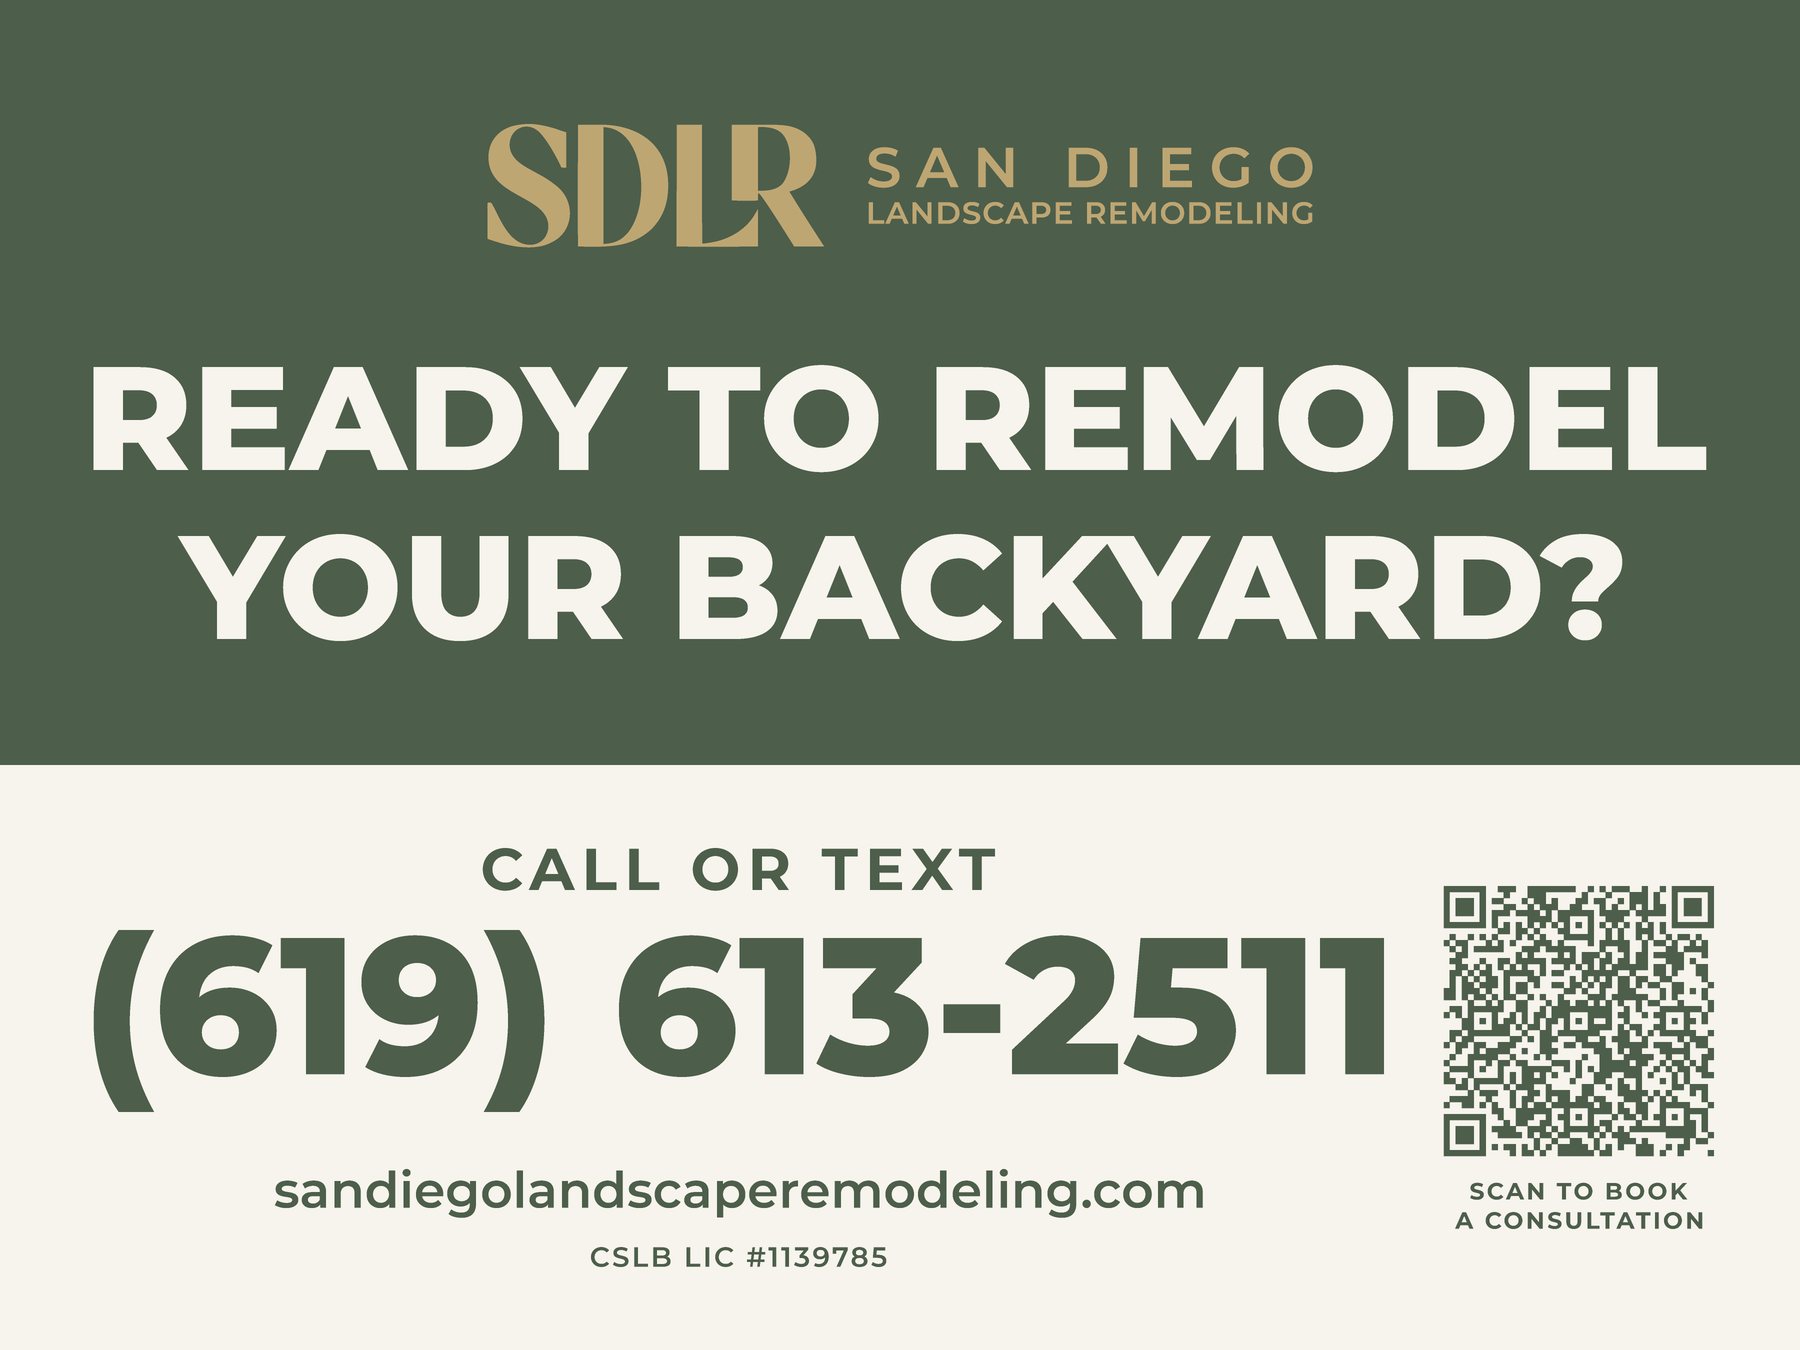 SDLR
SAN DIEGO
LANDSCAPE REMODELING
READY TO REMODEL
YOUR BACKYARD?
CALL OR TEXT
(619) 613-2511
sandiegolandscaperemodeling.com
CSLB LIC #1139785
SCAN TO BOOK
A CONSULTATION